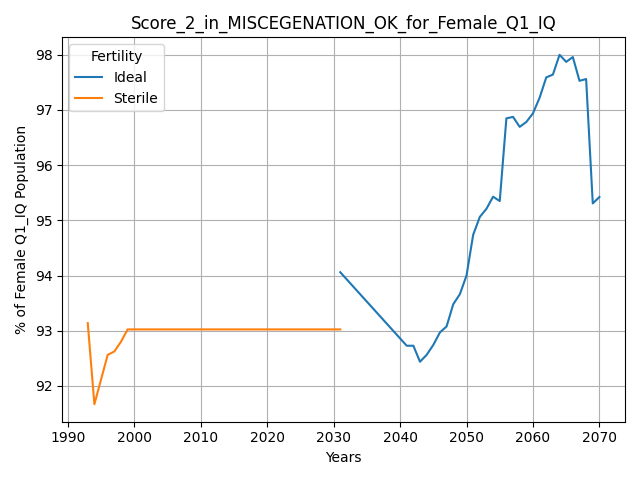 Score_2_in_MISCEGENATION_OK_for_Female_Q1_IQ
Fertility
Ideal
Sterile
% of Female Q1_IQ Population
98
97
96
95
94
93
92
1990 2000 2010 2020 2030 2040 2050 2060 2070
Years